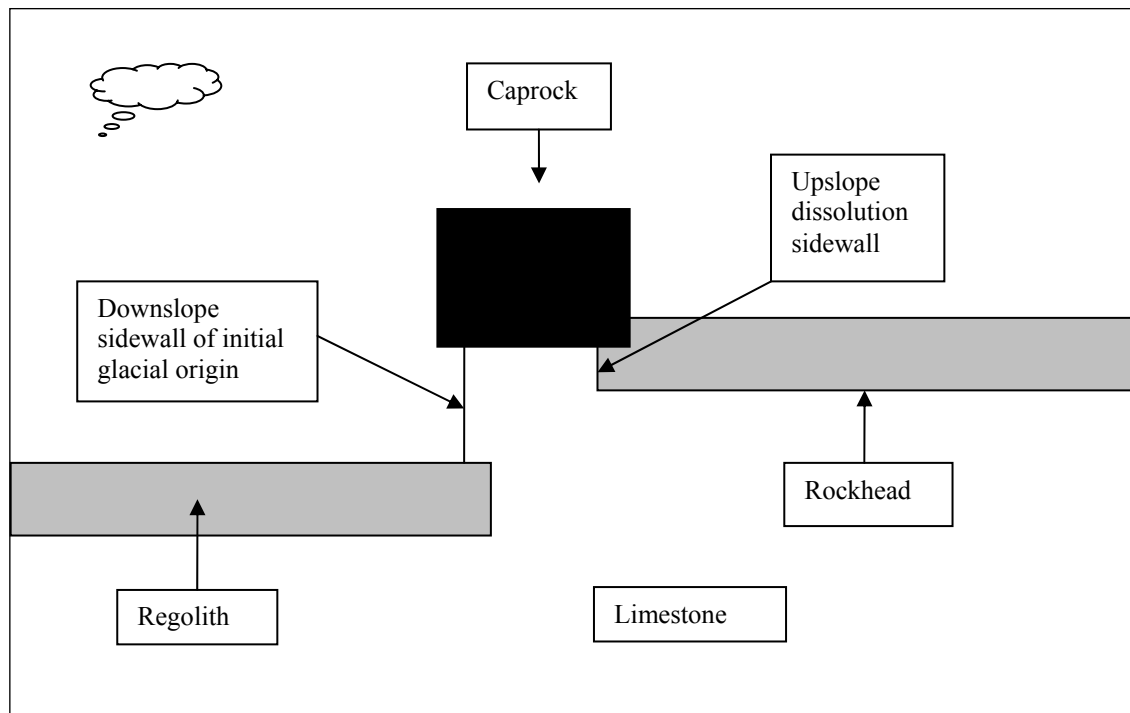 Caprock
Upslope
dissolution
sidewall
Downslope
sidewall of initial
glacial origin
Rockhead
Regolith
Limestone